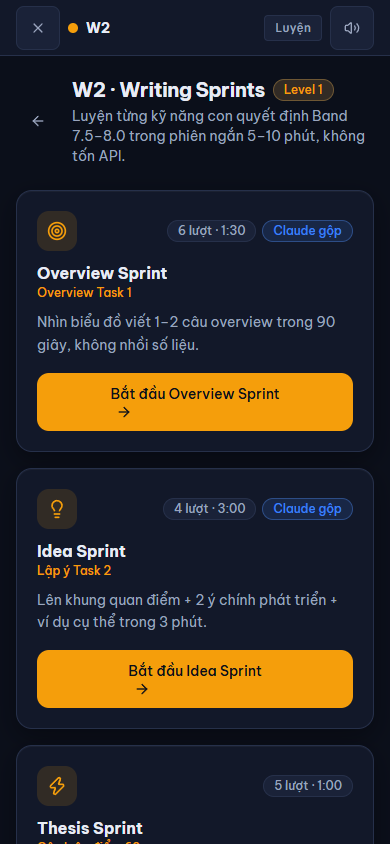 W2
Luyện
W2 · Writing Sprints
Level 1
Luyện từng kỹ năng con quyết định Band
7.5–8.0 trong phiên ngắn 5–10 phút, không
tốn API.
6 lượt · 1:30
Claude gộp
Overview Sprint
Overview Task 1
Nhìn biểu đồ viết 1–2 câu overview trong 90
giây, không nhồi số liệu.
Bắt đầu Overview Sprint
→
4 lượt · 3:00
Claude gộp
Idea Sprint
Lập ý Task 2
Lên khung quan điểm + 2 ý chính phát triển +
ví dụ cụ thể trong 3 phút.
Bắt đầu Idea Sprint
→
5 lượt · 1:00
Thesis Sprint